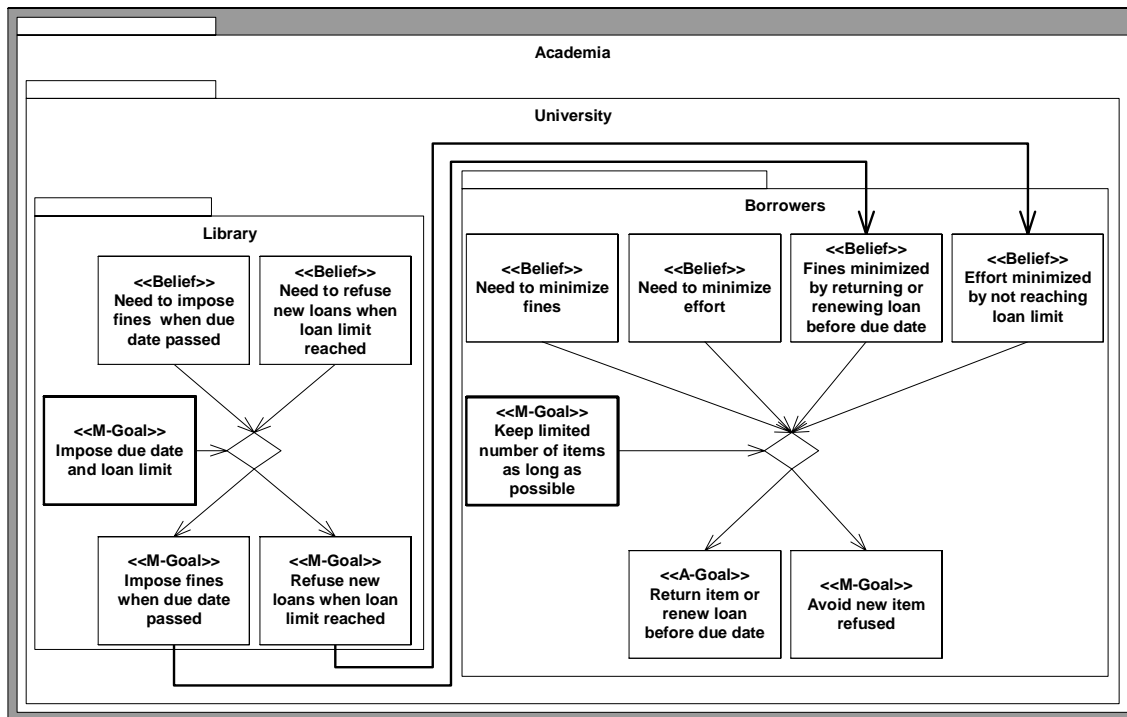 Academia
University
Library
<<Belief>>
Need to impose
fines when due
date passed
<<Belief>>
Need to refuse
new loans when
loan limit
reached
<<M-Goal>>
Impose due date
and loan limit
<<M-Goal>>
Impose fines
when due date
passed
<<M-Goal>>
Refuse new
loans when loan
limit reached
Borrowers
<<Belief>>
Need to minimize
fines
<<Belief>>
Need to minimize
effort
<<Belief>>
Fines minimized
by returning or
renewing loan
before due date
<<Belief>>
Effort minimized
by not reaching
loan limit
<<M-Goal>>
Keep limited
number of items
as long as
possible
<<A-Goal>>
Return item or
renew loan
before due date
<<M-Goal>>
Avoid new item
refused